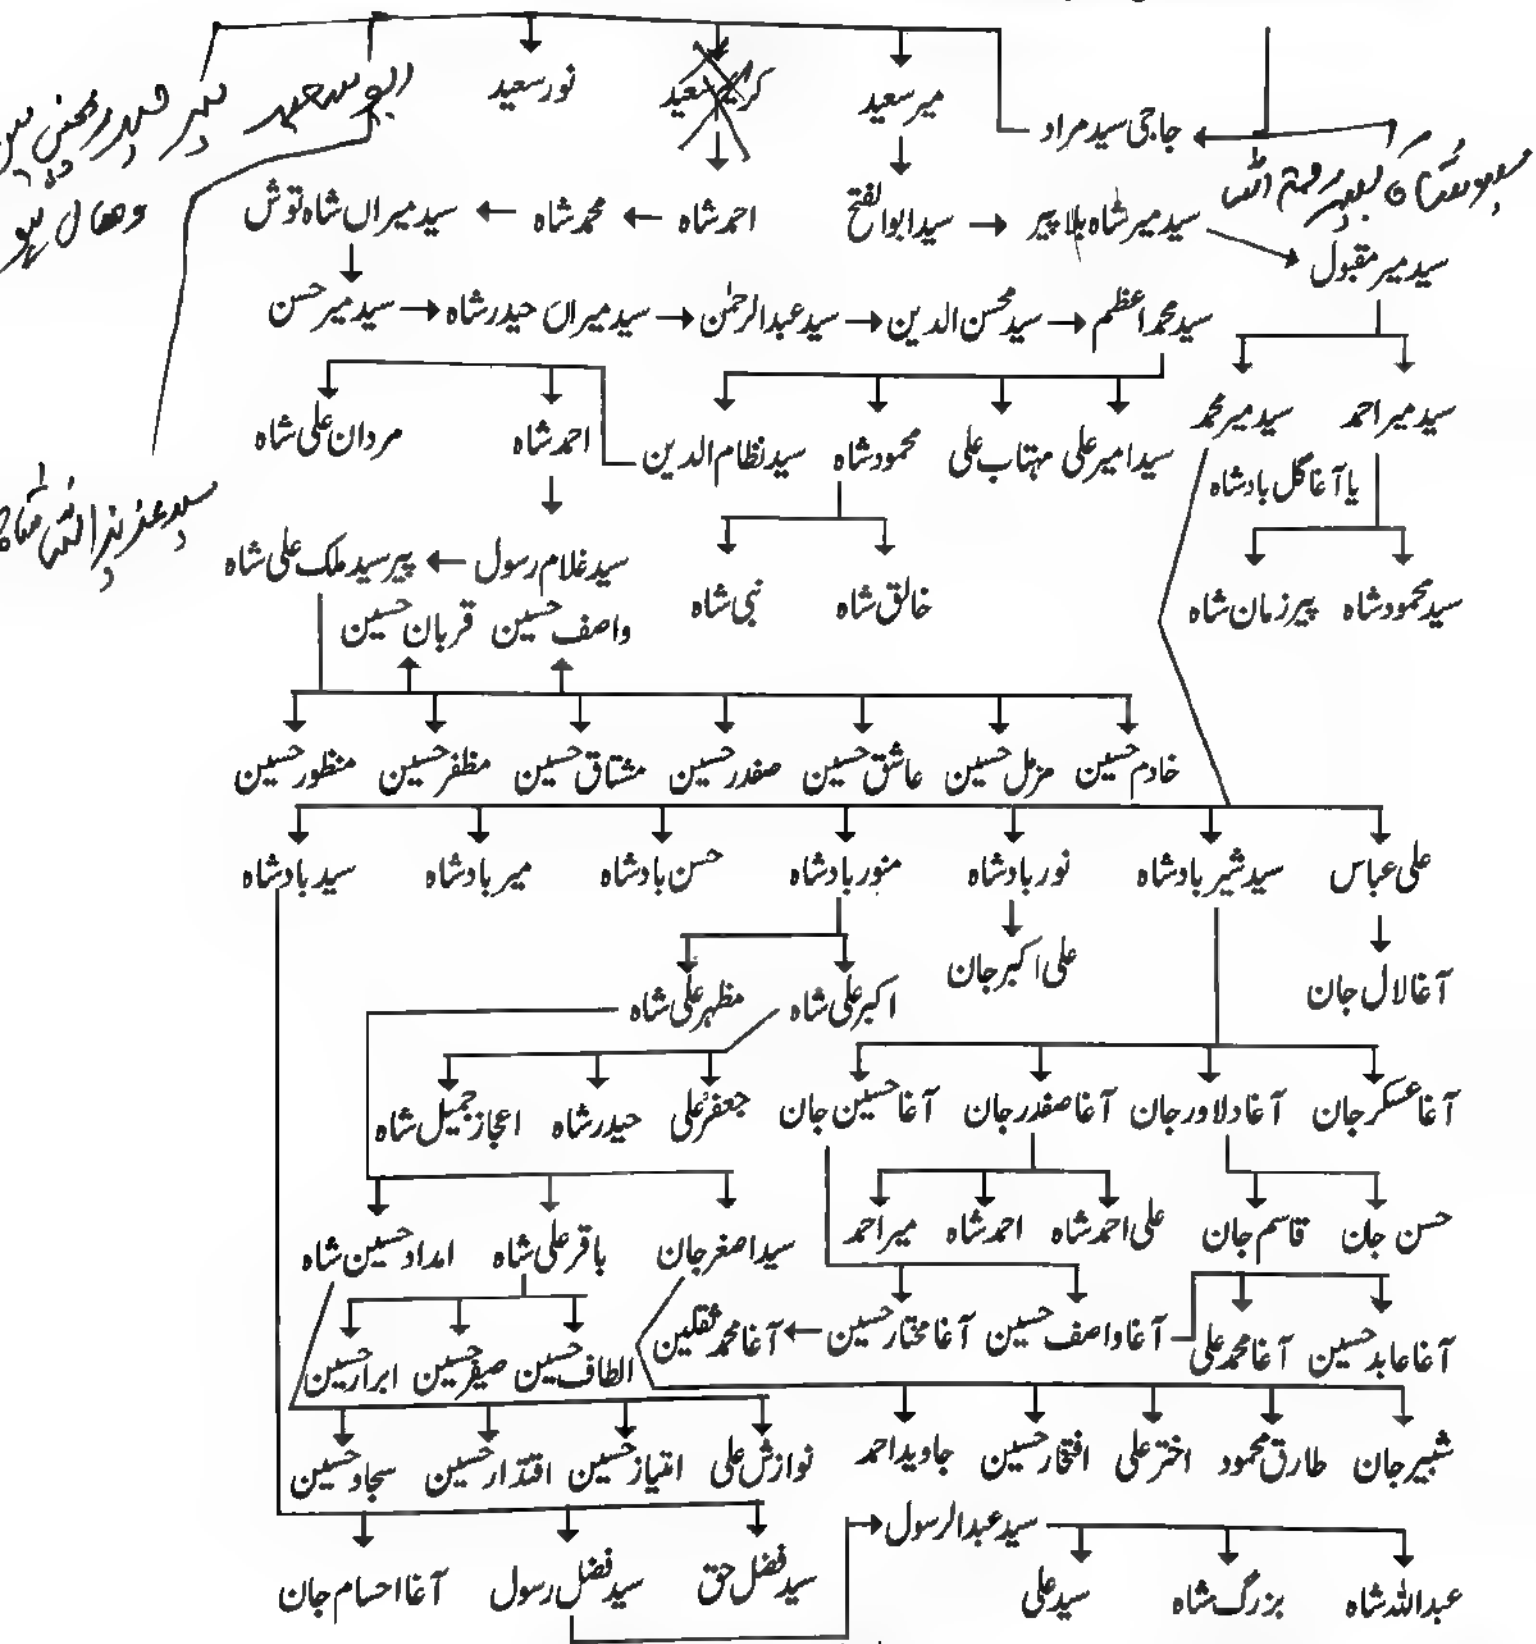 میر سعید کریم سعید نور سعید ابو سعید
حاجی سید مراد
سید میر شاہ بلا پیر سید ابوالفتح احمد شاہ محمد شاہ سید میراں شاہ توش
سید میر مقبول
سید محمد اعظم سید محسن الدین سید عبدالرحمٰن سید میراں حیدر شاہ سید میر حسن
سید میر احمد سید میر محمد
یا آغا گل بادشاہ
سید امیر علی مہتاب علی محمود شاہ سید نظام الدین احمد شاہ مردان علی شاہ
سید غلام رسول پیر سید ملک علی شاہ
سید محمود شاہ پیر زمان شاہ خالق شاہ نبی شاہ
واصف حسین قربان حسین
خادم حسین مزمل حسین عاشق حسین صفدر حسین مشتاق حسین مظفر حسین منظور حسین
علی عباس سید شیر بادشاہ نور بادشاہ منور بادشاہ حسن بادشاہ میر بادشاہ سید بادشاہ
آغا لال جان علی اکبر جان اکبر علی شاہ مظہر علی شاہ
آغا عسکر جان آغا دلاور جان آغا صفدر جان آغا حسین جان جعفر علی حیدر شاہ اعجاز جمیل شاہ
حسن جان قاسم جان علی احمد شاہ احمد شاہ میر احمد سید اصغر جان باقر علی شاہ امداد حسین شاہ
آغا عابد حسین آغا محمد علی آغا واصف حسین آغا مختار حسین آغا محمد ثقلین
الطاف حسین صیغر حسین ابرار حسین
شبیر جان طارق محمود اختر علی افتخار حسین جاوید احمد نوازش علی امتیاز حسین اقتدار حسین سجاد حسین
سید عبدالرسول
عبداللہ شاہ بزرگ شاہ سید علی سید فضل حق سید فضل رسول آغا احسام جان